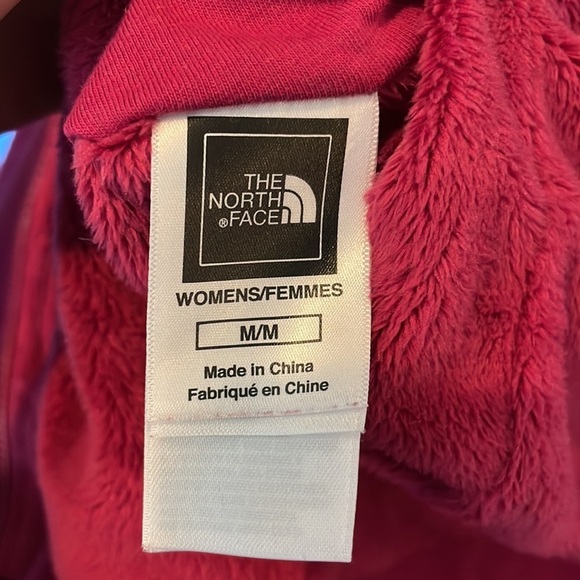 THE
NORTH
®FACE
WOMENS/FEMMES
M/M
Made in China
Fabriqué en Chine